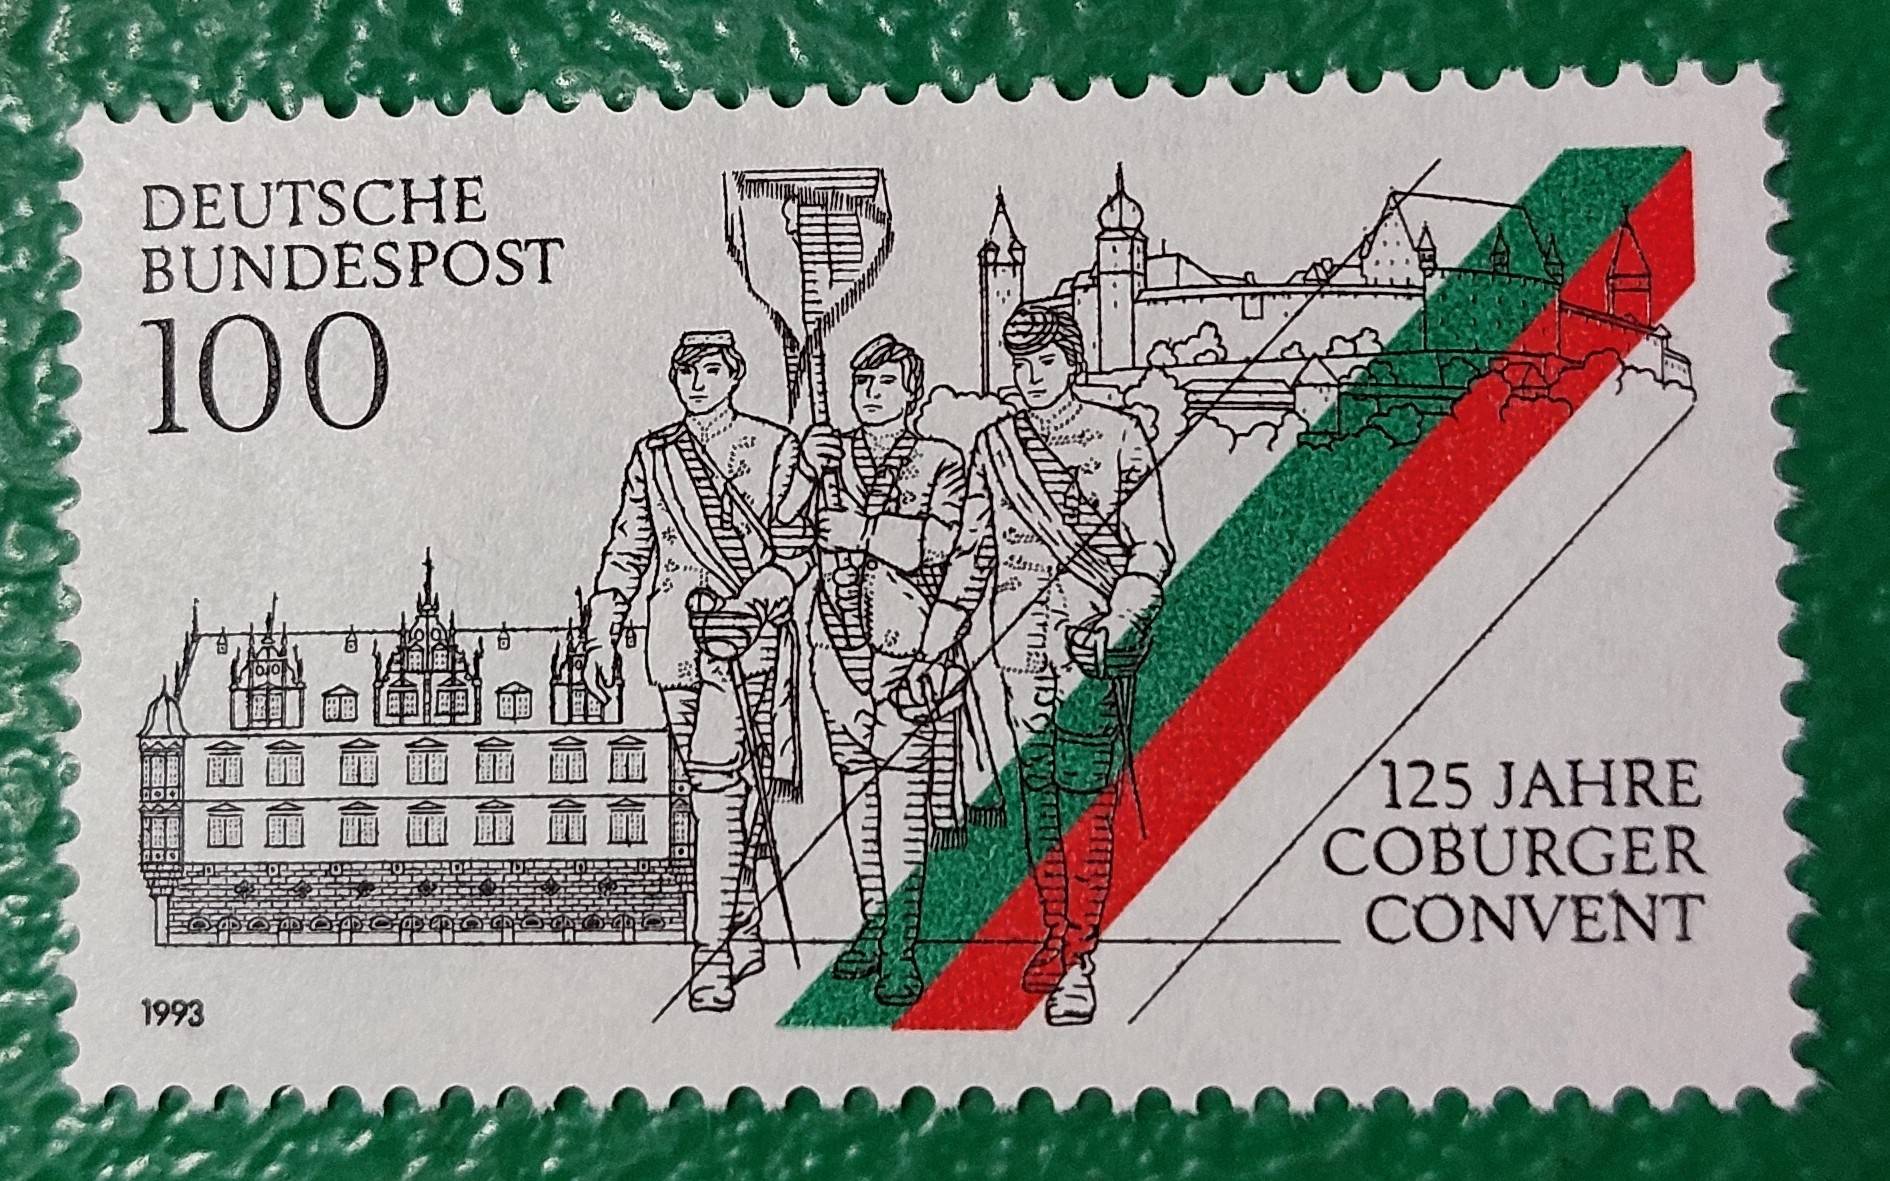 DEUTSCHE
BUNDESPOST
100
125 JAHRE
COBURGER
CONVENT
1993